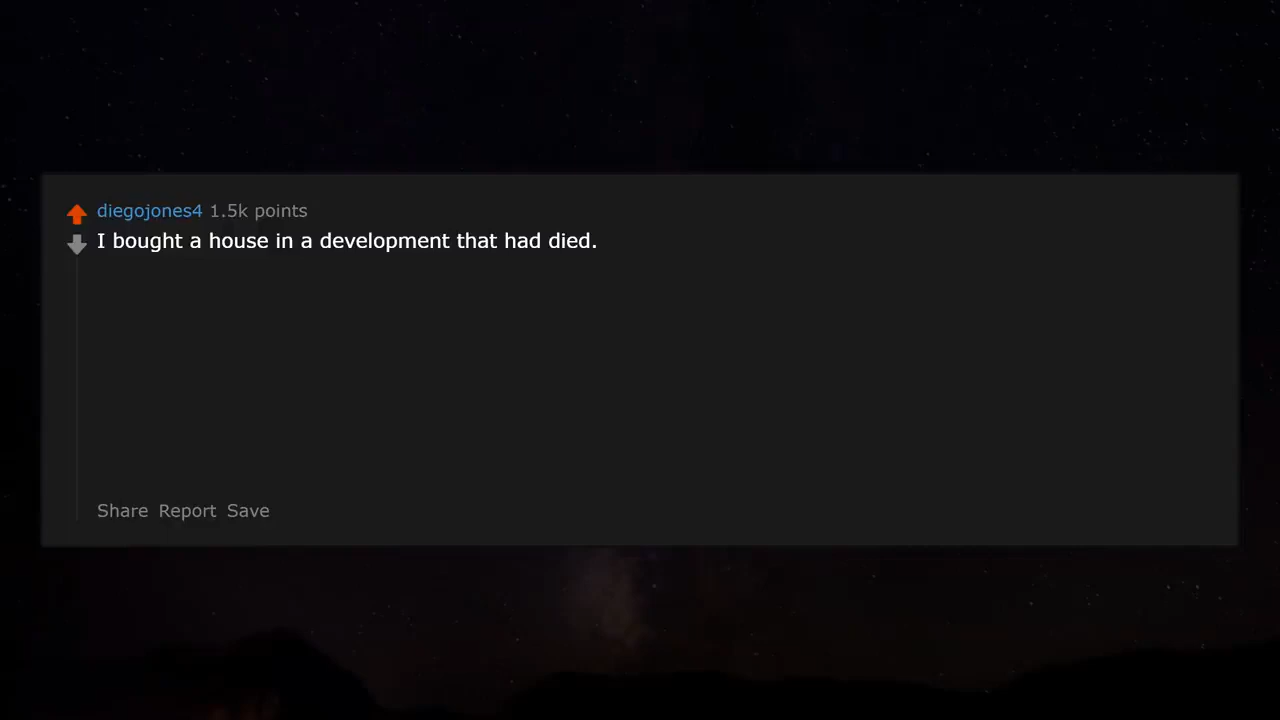 diegojones4 1.5k points
I bought a house in a development that had died.
Share Report Save